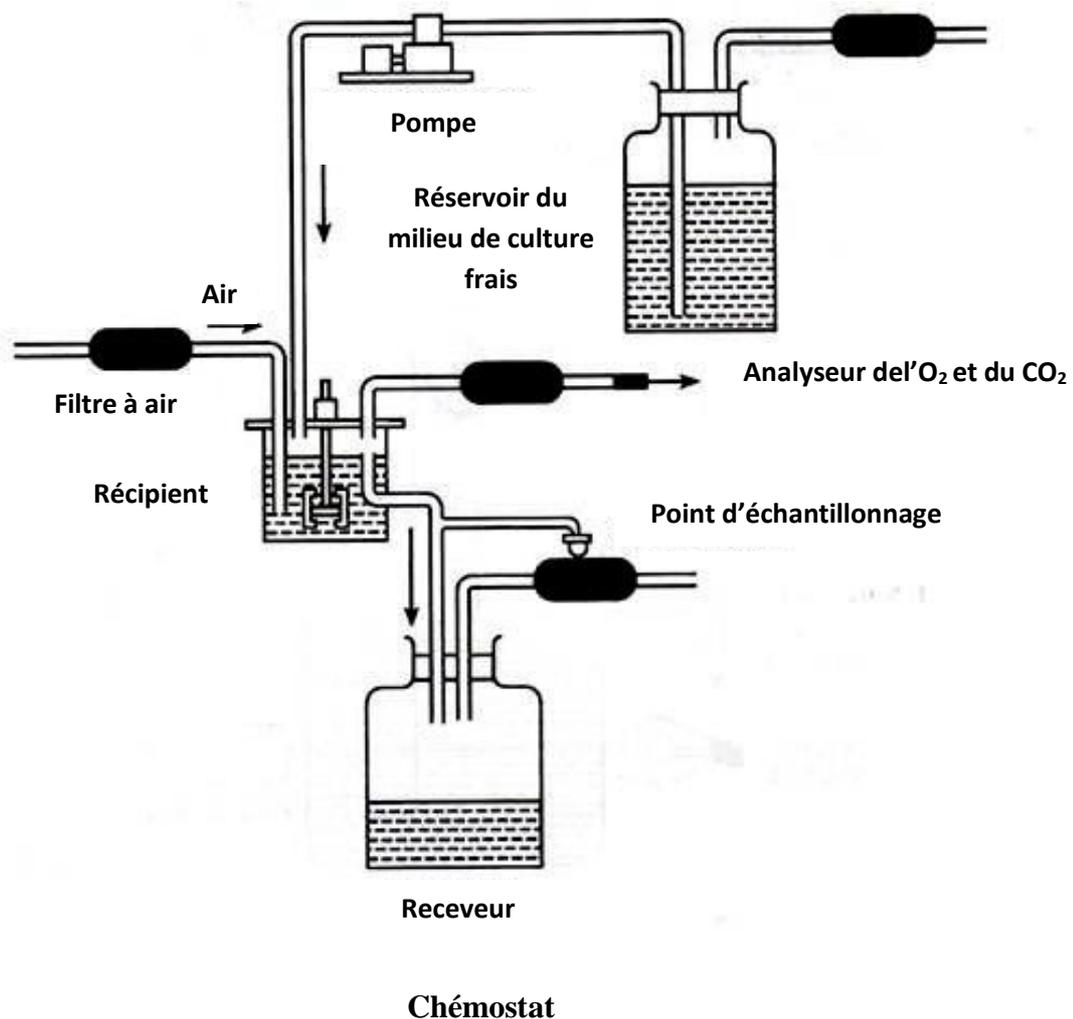 Pompe
Réservoir du
milieu de culture
frais
Air
Filtre à air
Analyseur del'O₂ et du CO₂
Récipient
Point d'échantillonnage
Receveur
Chémostat